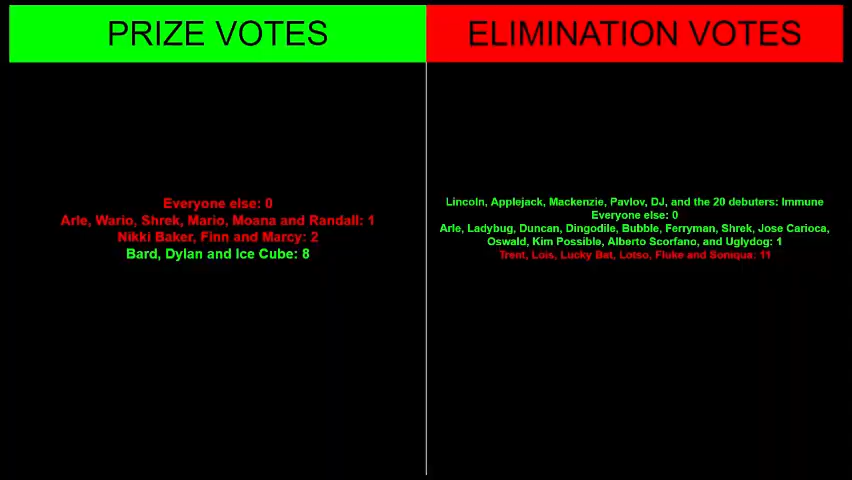 PRIZE VOTES
ELIMINATION VOTES
Everyone else: 0
Arle, Wario, Shrek, Mario, Moana and Randall: 1
Nikki Baker, Finn and Marcy: 2
Bard, Dylan and Ice Cube: 8
Lincoln, Applejack, Mackenzie, Pavlov, DJ, and the 20 debuters: Immune
Everyone else: 0
Arle, Ladybug, Duncan, Dingodile, Bubble, Ferryman, Shrek, Jose Carioca,
Oswald, Kim Possible, Alberto Scorfano, and Uglydog: 1
Trent, Lois, Lucky Bat, Lotso, Fluke and Soniqua: 11